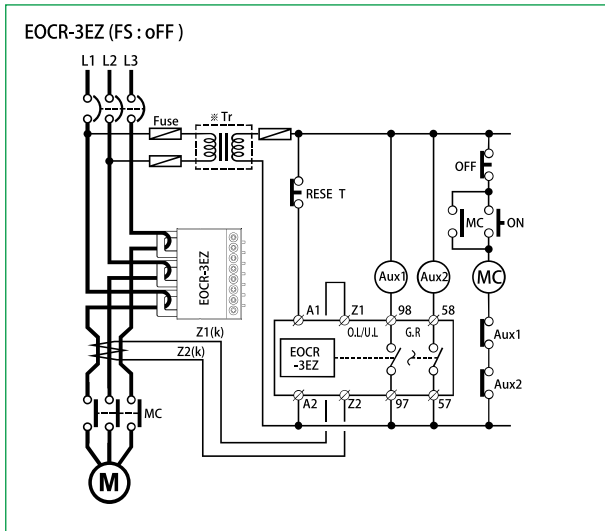 EOCR-3EZ (FS : oFF )
L1 L2 L3
Fuse
※ Tr
OFF
RESE T
MC
ON
EOCR-3EZ
Aux1
Aux2
MC
A1
Z1
98
58
Z1(k)
O.L/U.L
G.R
Aux1
Z2(k)
EOCR
-3EZ
Aux2
A2
Z2
97
57
MC
M